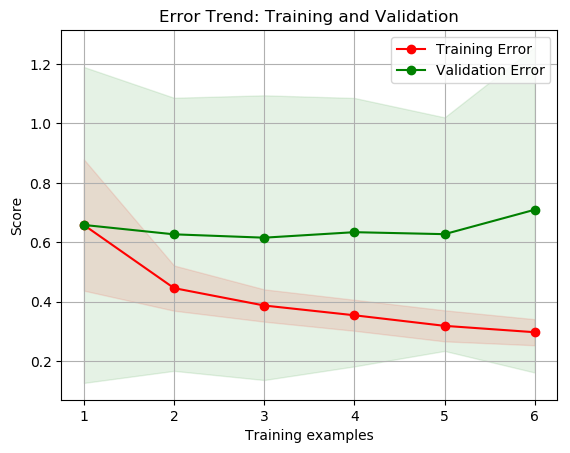 Error Trend: Training and Validation
Training Error
Validation Error
Score
1.2
1.0
0.8
0.6
0.4
0.2
1 2 3 4 5 6
Training examples